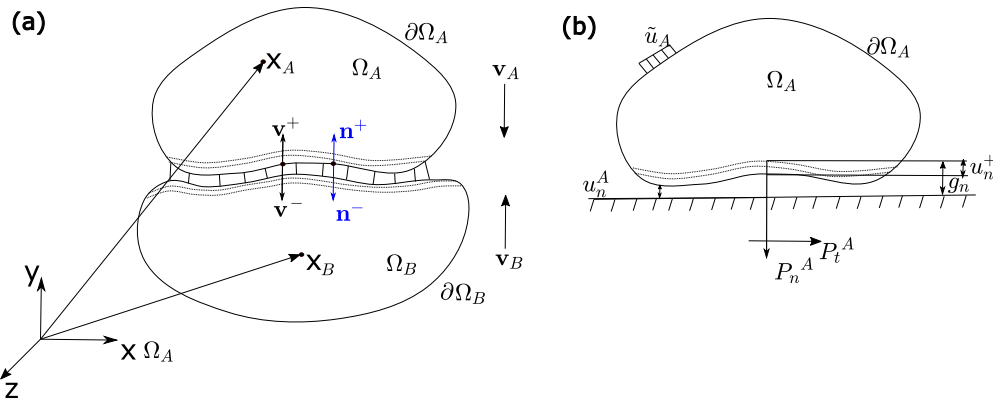 (a)
∂Ω_A
x_A
Ω_A
v_A
v⁺
n⁺
v⁻
n⁻
x_B
Ω_B
v_B
∂Ω_B
y
x Ω_A
z
(b)
ũ_A
∂Ω_A
Ω_A
u_n^A
g_n
u_n^+
P_t^A
P_n^A